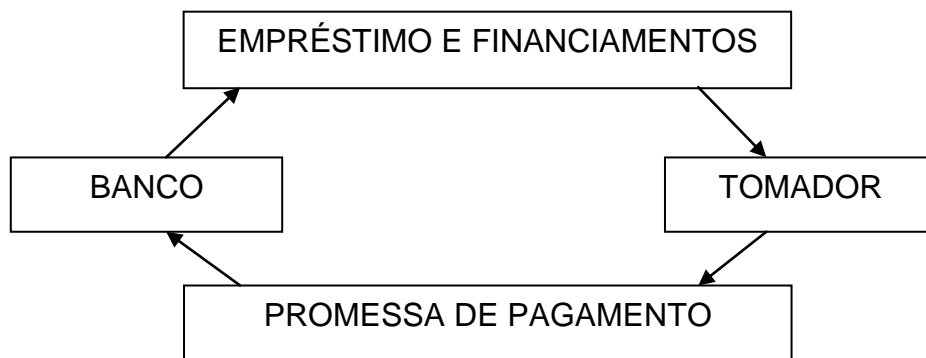 EMPRÉSTIMO E FINANCIAMENTOS
BANCO
TOMADOR
PROMESSA DE PAGAMENTO